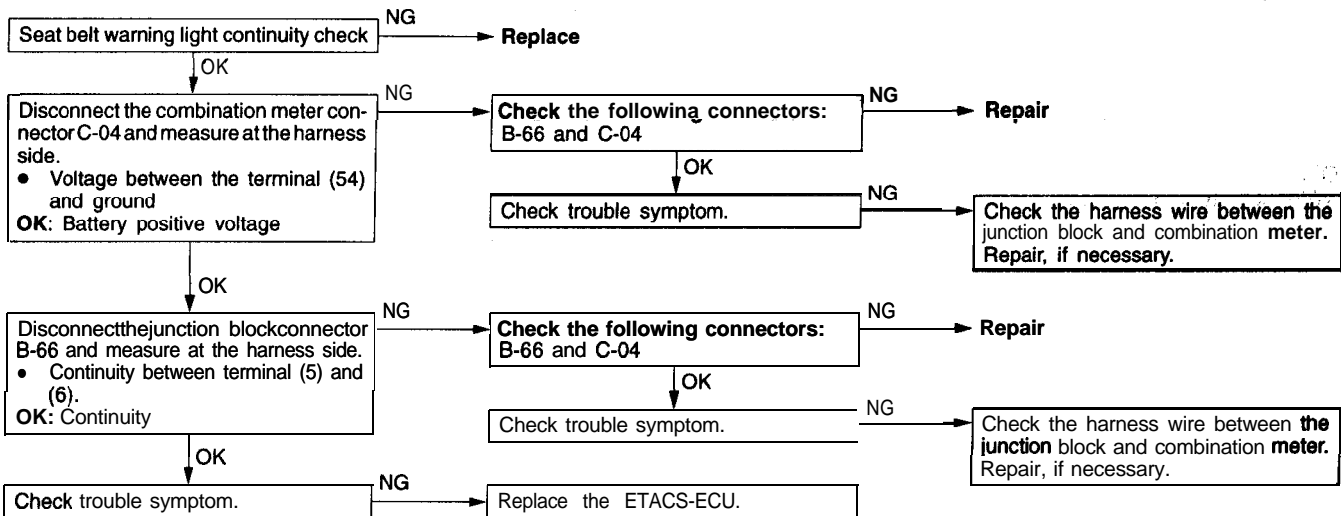 NG
Seat belt warning light continuity check
Replace
OK
Disconnect the combination meter con-
nector C-04 and measure at the harness
side.
• Voltage between the terminal (54)
and ground
OK: Battery positive voltage
NG
Check the following connectors:
B-66 and C-04
NG
Repair
OK
Check trouble symptom.
NG
Check the harness wire between the
junction block and combination meter.
Repair, if necessary.
OK
Disconnect the junction block connector
B-66 and measure at the harness side.
• Continuity between terminal (5) and
(6).
OK: Continuity
NG
Check the following connectors:
B-66 and C-04
NG
Repair
OK
Check trouble symptom.
NG
Check the harness wire between the
junction block and combination meter.
Repair, if necessary.
OK
Check trouble symptom.
NG
Replace the ETACS-ECU.